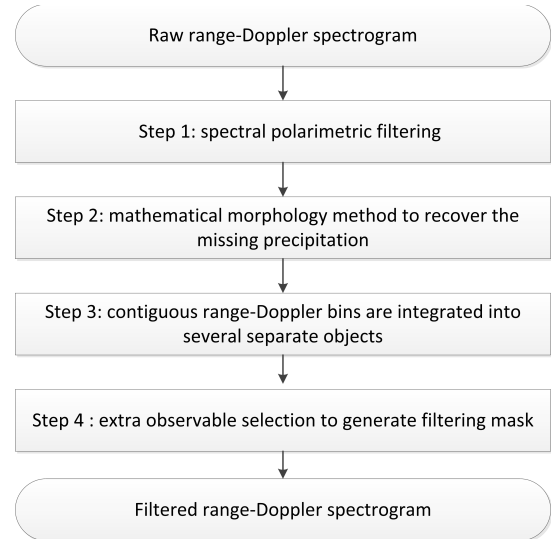 Raw range-Doppler spectrogram
Step 1: spectral polarimetric filtering
Step 2: mathematical morphology method to recover the
missing precipitation
Step 3: contiguous range-Doppler bins are integrated into
several separate objects
Step 4 : extra observable selection to generate filtering mask
Filtered range-Doppler spectrogram